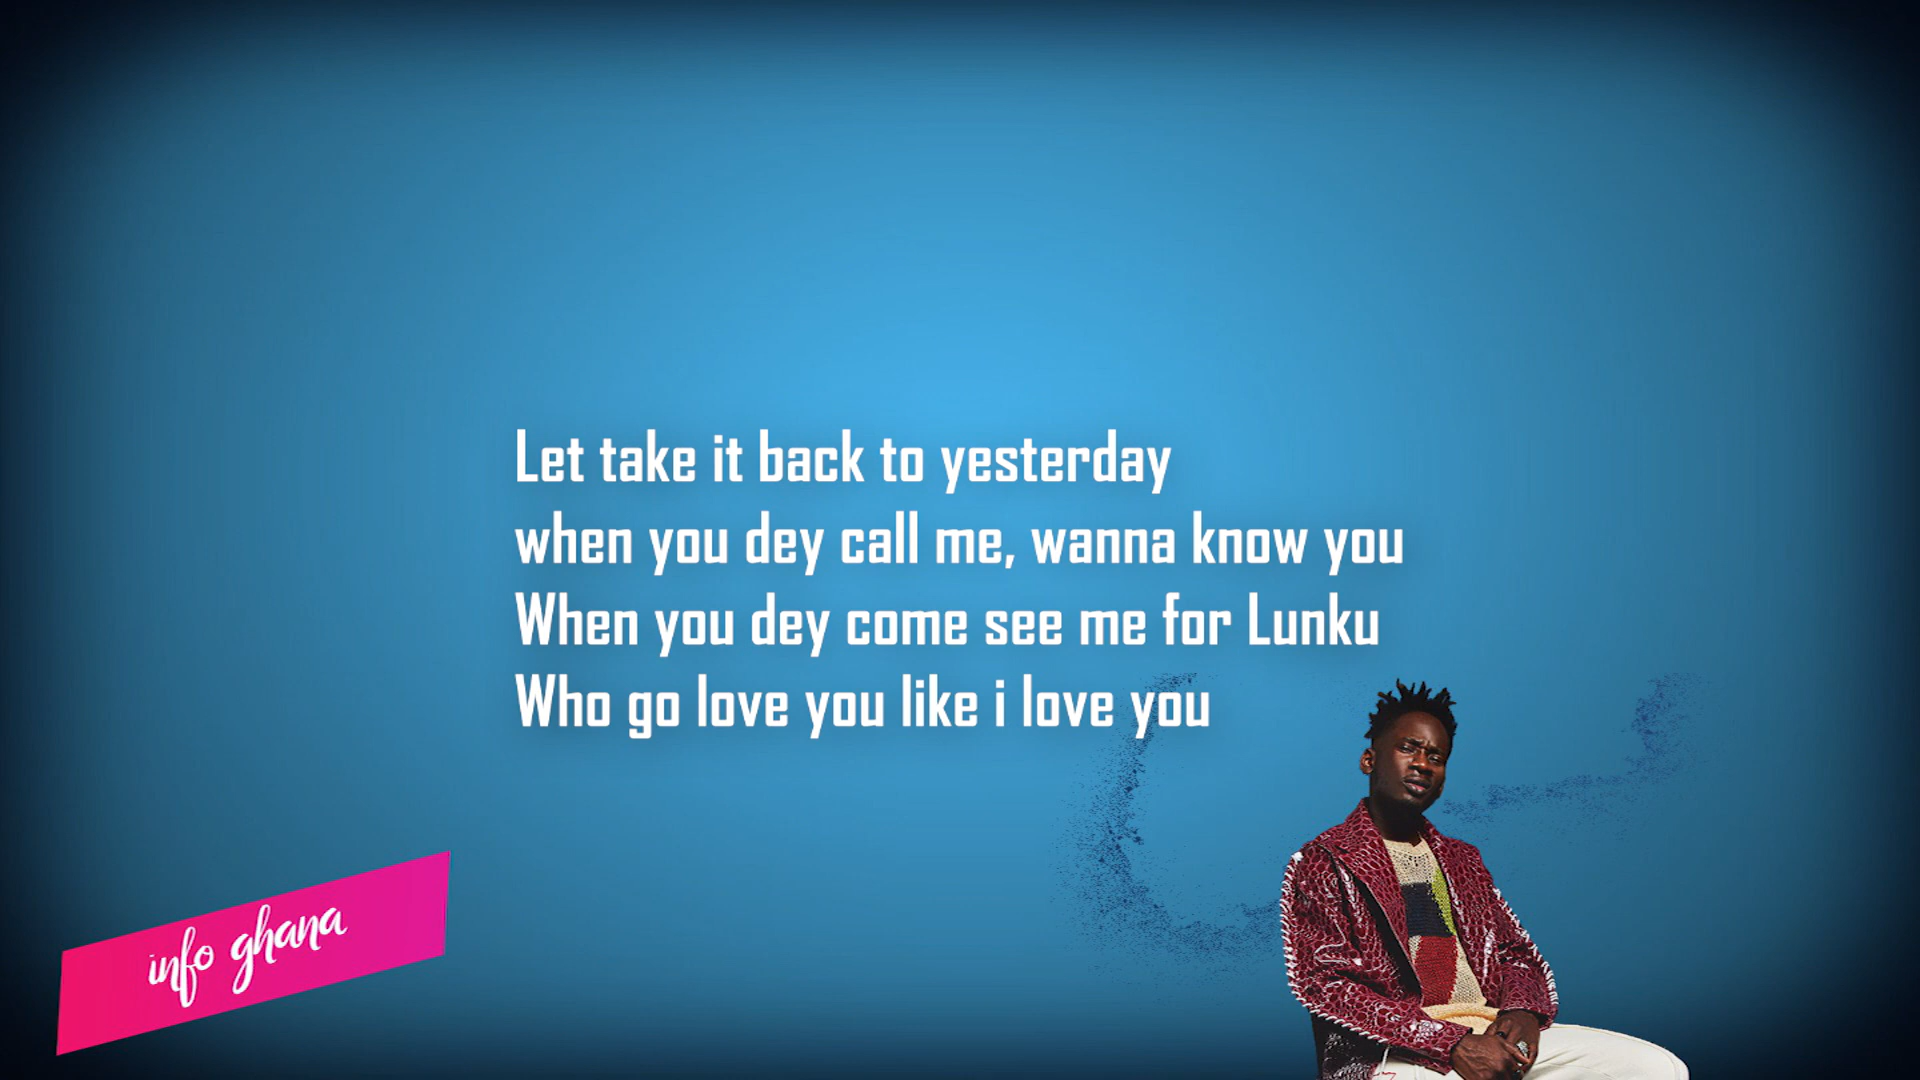 Let take it back to yesterday
when you dey call me, wanna know you
When you dey come see me for Lunku
Who go love you like i love you
info ghana